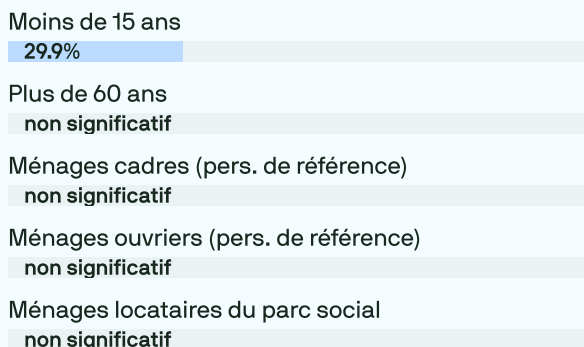 Moins de 15 ans
29.9%
Plus de 60 ans
non significatif
Ménages cadres (pers. de référence)
non significatif
Ménages ouvriers (pers. de référence)
non significatif
Ménages locataires du parc social
non significatif